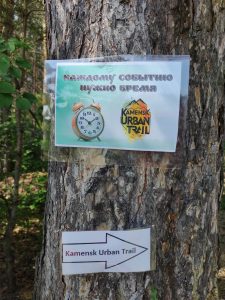 КАЖДОМУ СОБЫТИЮ
НУЖНО ВРЕМЯ
KAMENSK
URBAN
TRAIL
Kamensk Urban Trail